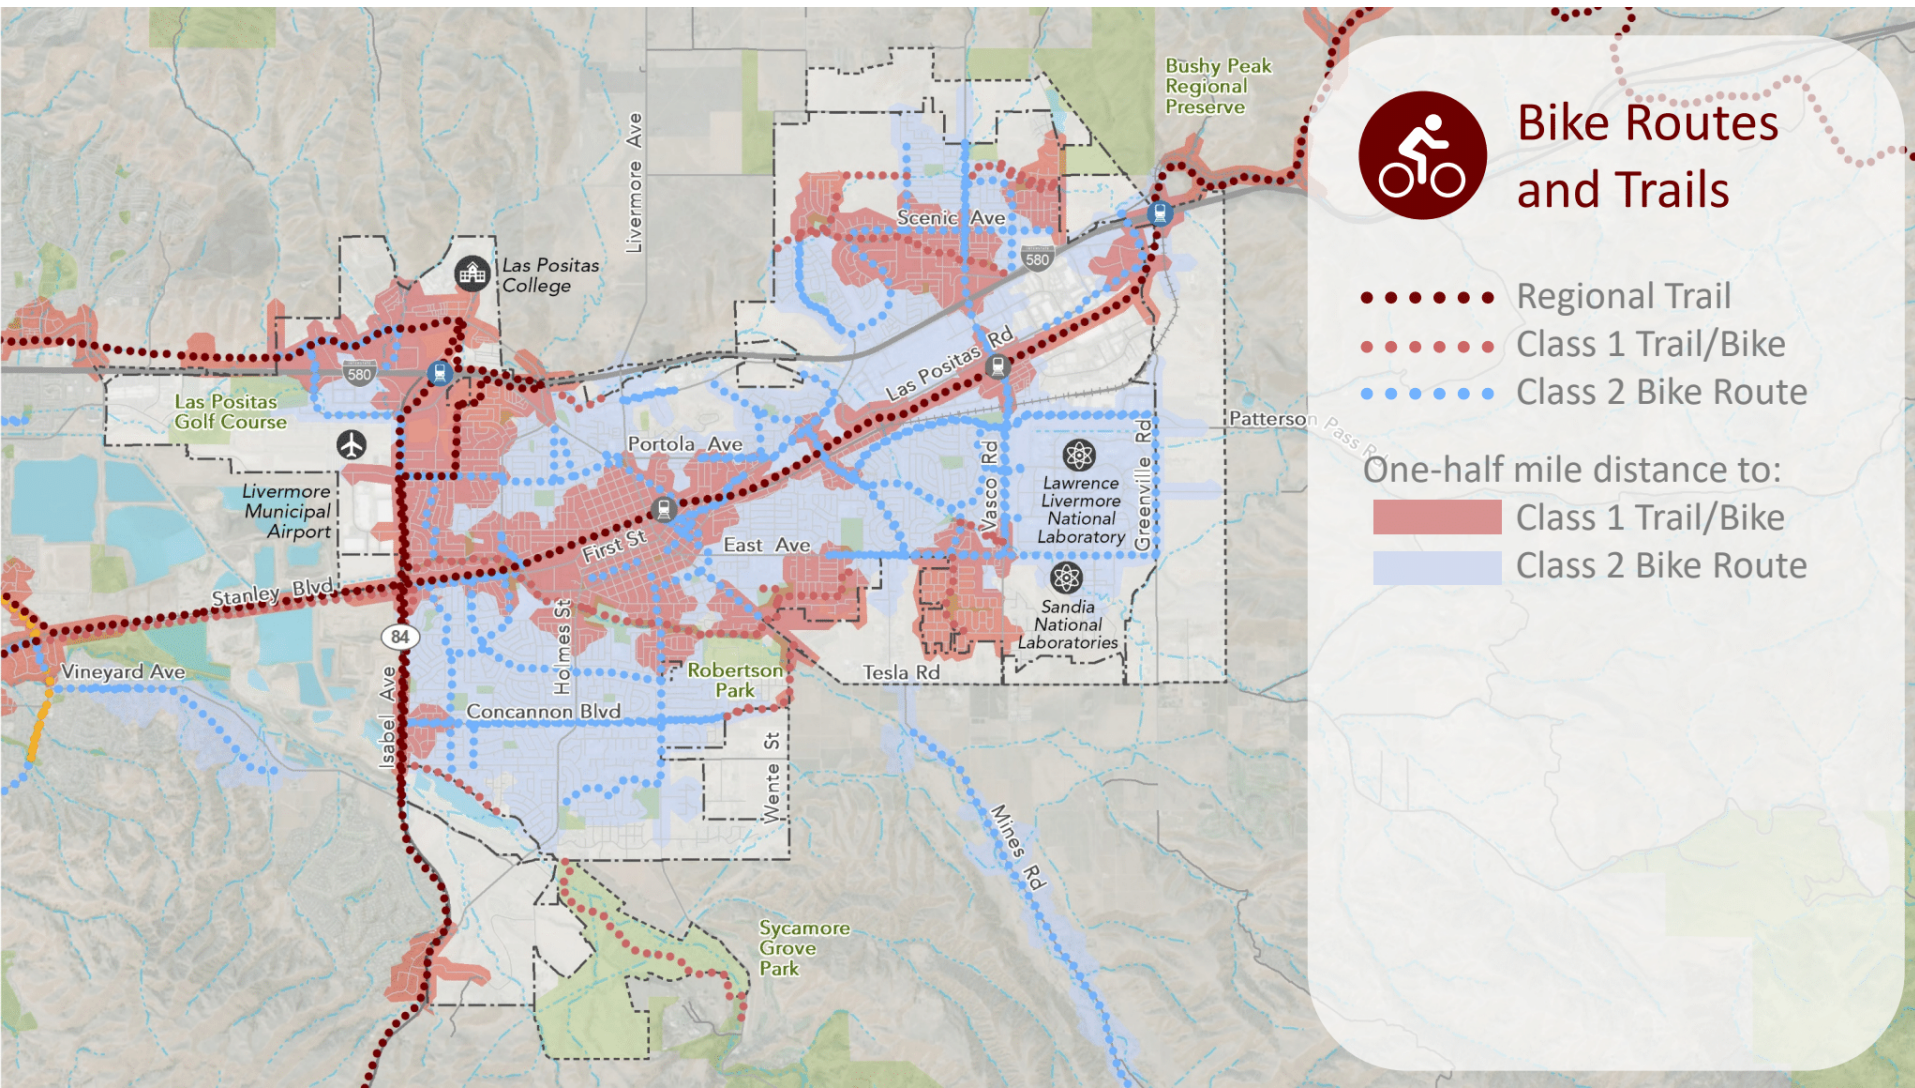 Bushy Peak
Regional
Preserve
Livermore Ave
Scenic Ave
580
Las Positas
College
580
Las Positas Rd
Las Positas
Golf Course
Portola Ave
Patterson Pass Rd
Livermore
Municipal
Airport
Vasco Rd
Greenville Rd
Lawrence
Livermore
National
Laboratory
First St
East Ave
Stanley Blvd
Sandia
National
Laboratories
84
Holmes St
Vineyard Ave
Robertson
Park
Tesla Rd
Isabel Ave
Concannon Blvd
Wente St
Mines Rd
Sycamore
Grove
Park
Bike Routes
and Trails
Regional Trail
Class 1 Trail/Bike
Class 2 Bike Route
One-half mile distance to:
Class 1 Trail/Bike
Class 2 Bike Route